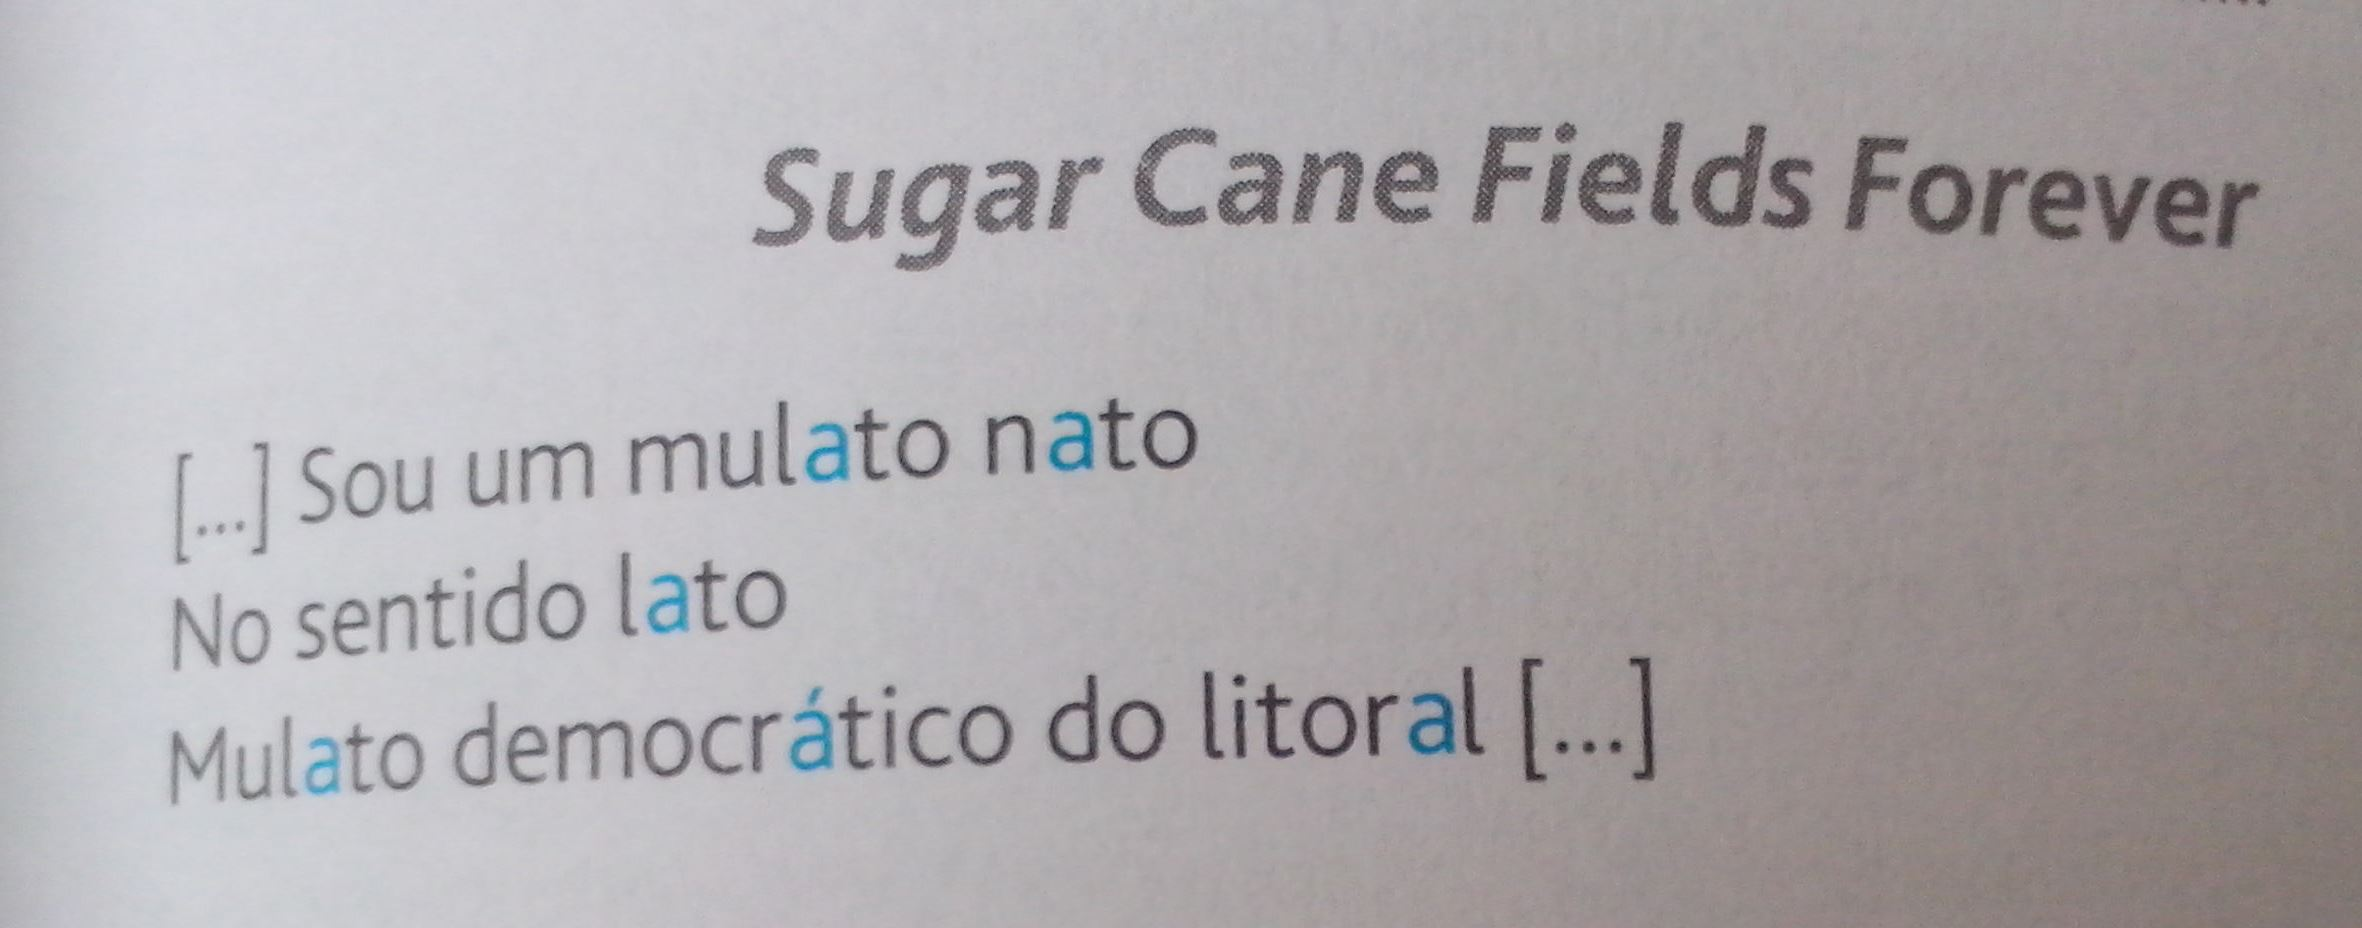 Sugar Cane Fields Forever
[...] Sou um mulato nato
No sentido lato
Mulato democrático do litoral [...]